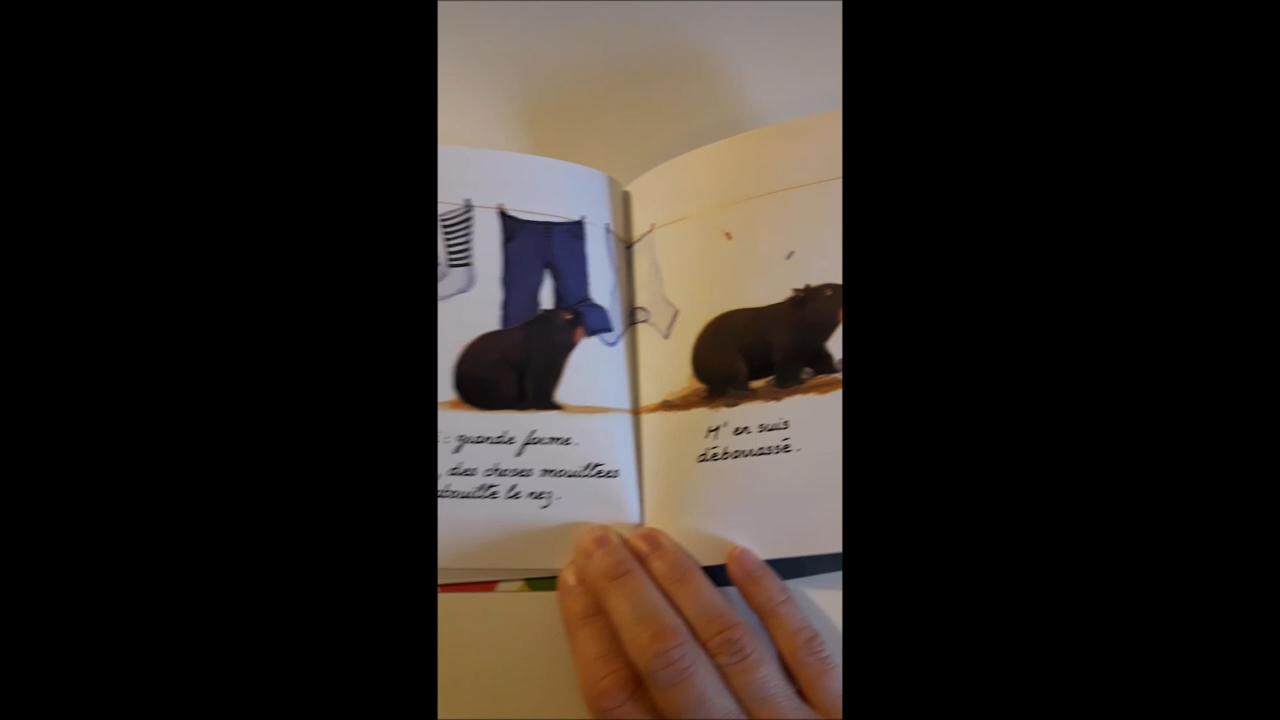 grande forme.
, des choses mouillées
le nez.
M'en suis
débarrassé.